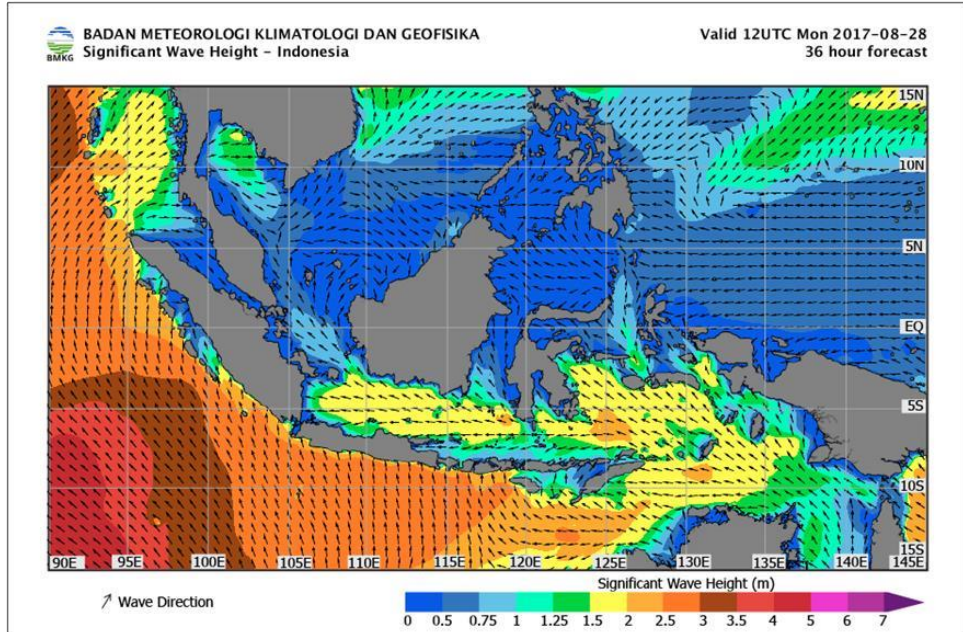 BADAN METEOROLOGI KLIMATOLOGI DAN GEOFISIKA
Significant Wave Height - Indonesia
BMKG
Valid 12UTC Mon 2017-08-28
36 hour forecast
15N
10N
5N
EQ
5S
10S
15S
90E 95E 100E 105E 110E 115E 120E 125E 130E 135E 140E 145E
Wave Direction
Significant Wave Height (m)
0 0.5 0.75 1 1.25 1.5 2 2.5 3 3.5 4 5 6 7